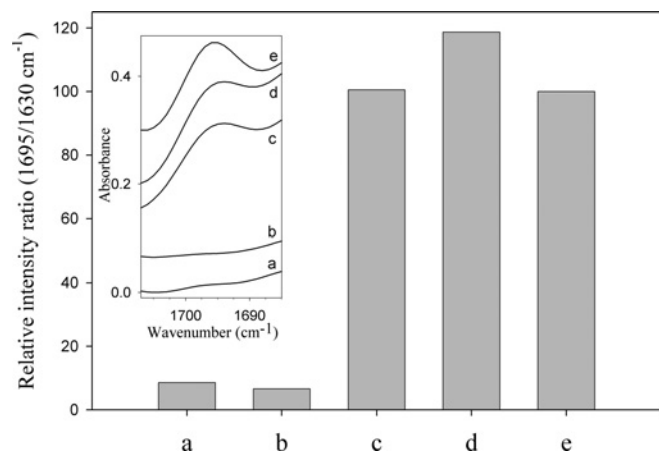 Relative intensity ratio (1695/1630 cm⁻¹)
120
100
80
60
40
20
0
a b c d e
Absorbance
0.4
0.2
0.0
e
d
c
b
a
1700 1690
Wavenumber (cm⁻¹)